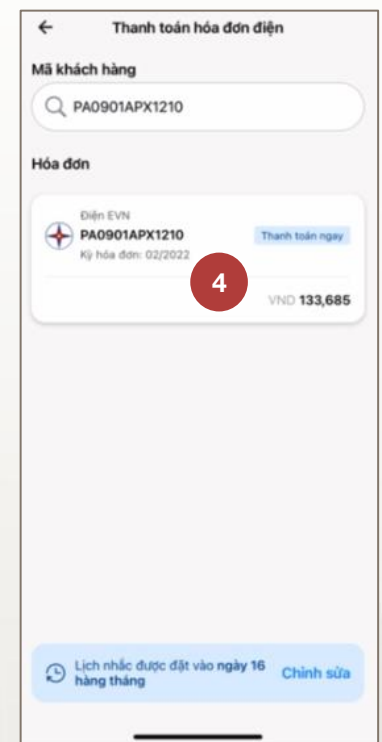 Thanh toán hóa đơn điện
Mã khách hàng
PA0901APX1210
Hóa đơn
Điện EVN
PA0901APX1210
Thanh toán ngay
Kỳ hóa đơn: 02/2022
4
VND 133,685
Lịch nhắc được đặt vào ngày 16
hàng tháng
Chỉnh sửa